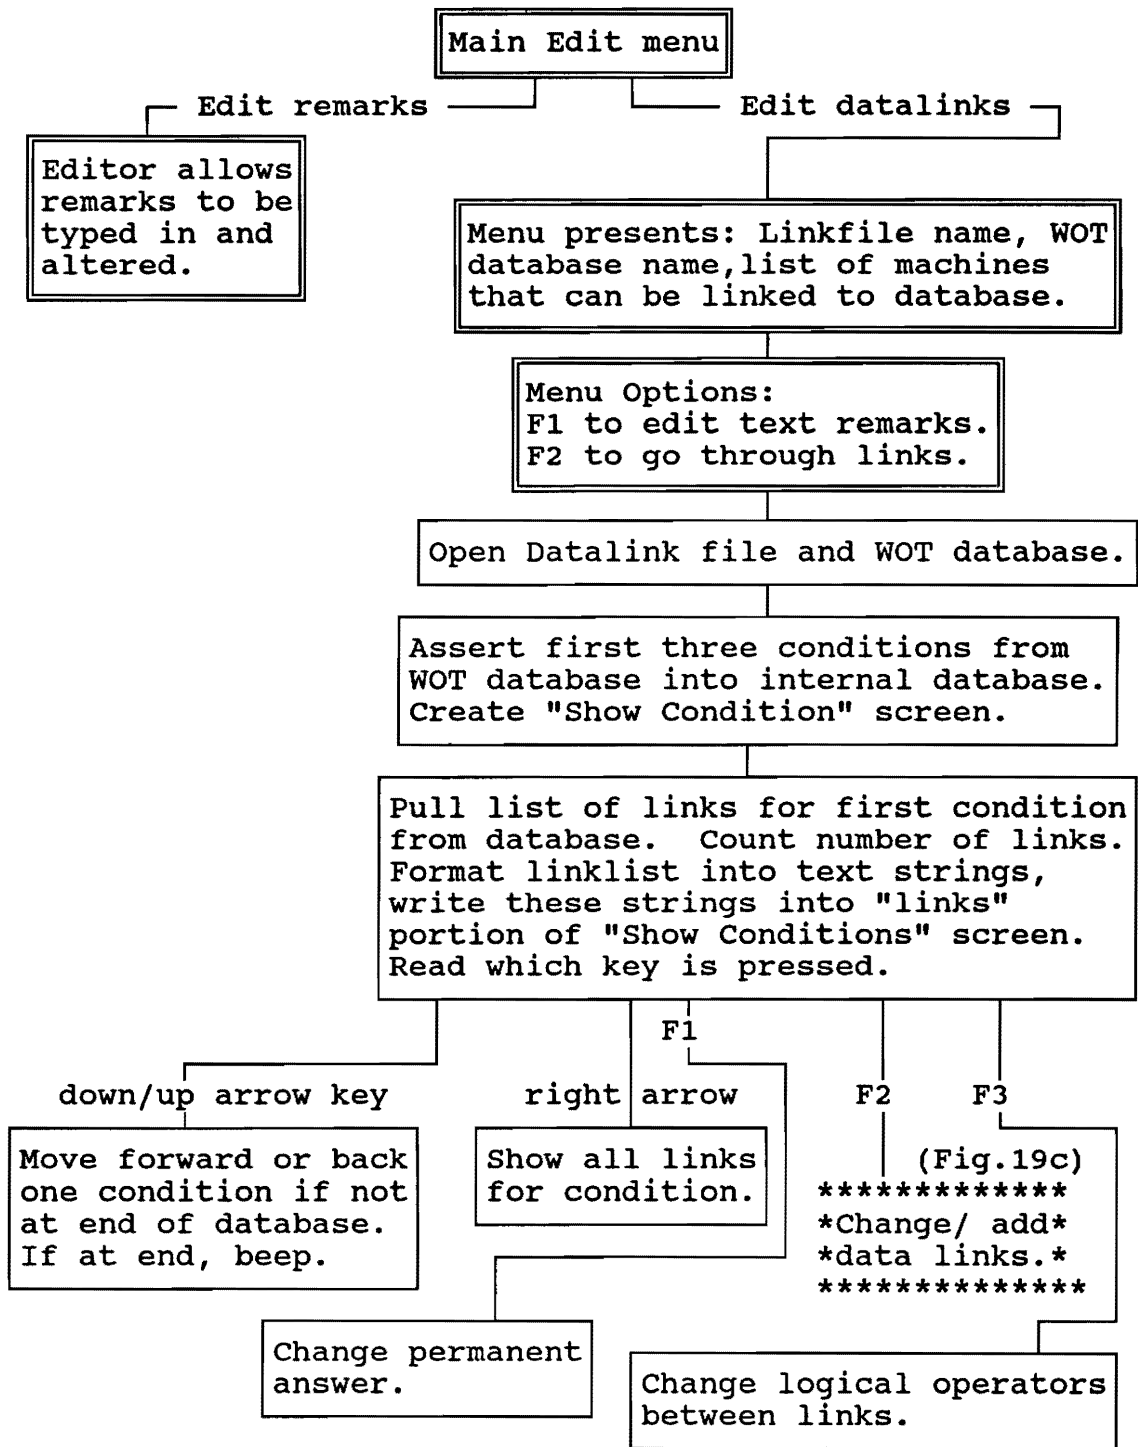 Main Edit menu
Edit remarks
Edit datalinks
Editor allows
remarks to be
typed in and
altered.
Menu presents: Linkfile name, WOT
database name,list of machines
that can be linked to database.
Menu Options:
F1 to edit text remarks.
F2 to go through links.
Open Datalink file and WOT database.
Assert first three conditions from
WOT database into internal database.
Create "Show Condition" screen.
Pull list of links for first condition
from database.  Count number of links.
Format linklist into text strings,
write these strings into "links"
portion of "Show Conditions" screen.
Read which key is pressed.
F1
down/up arrow key
right arrow
F2
F3
Move forward or back
one condition if not
at end of database.
If at end, beep.
Show all links
for condition.
(Fig.19c)
*************
*Change/ add*
*data links.*
**************
Change permanent
answer.
Change logical operators
between links.